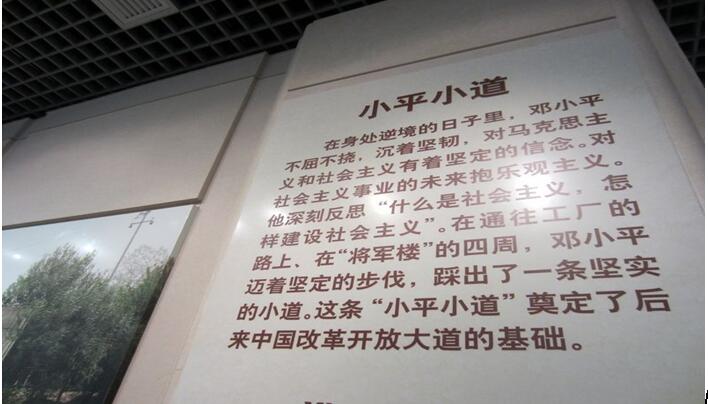 小平小道
在身处逆境的日子里，邓小平
不屈不挠，沉着坚韧，对马克思主
义和社会主义有着坚定的信念。对
社会主义事业的未来抱乐观主义。
他深刻反思“什么是社会主义，怎
样建设社会主义”。在通往工厂的
路上、在“将军楼”的四周，邓小平
迈着坚定的步伐，踩出了一条坚实
的小道。这条“小平小道”奠定了后
来中国改革开放大道的基础。